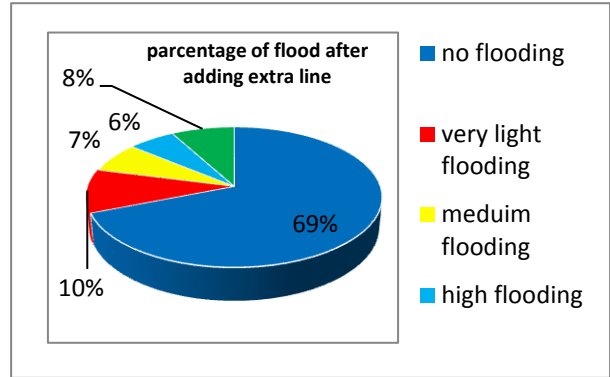 parcentage of flood after
adding extra line
8%
6%
7%
10%
69%
no flooding
very light
flooding
meduim
flooding
high flooding